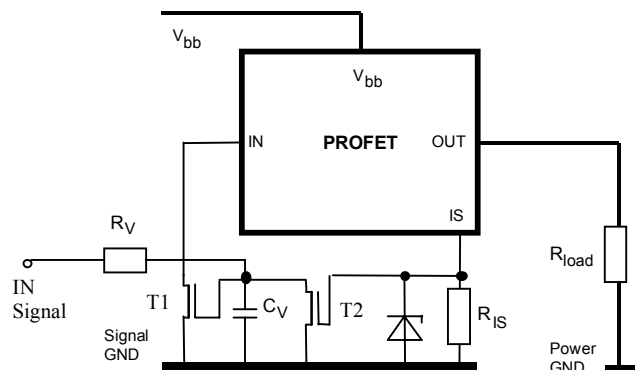 V_bb
V_bb
IN
PROFET
OUT
IS
R_V
R_load
IN
Signal
T1
C_V
T2
R_IS
Signal
GND
Power
GND